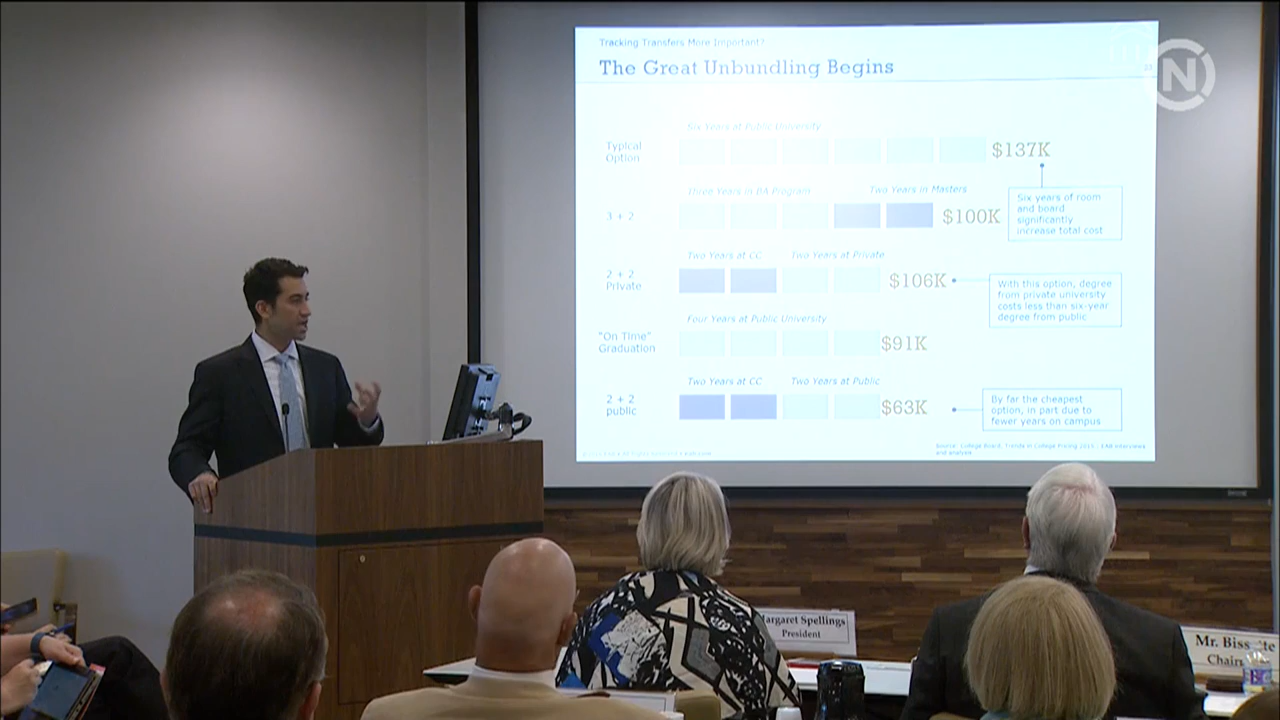 Tracking Transfers More Important?
The Great Unbundling Begins
N
Six Years at Public University
Typical
Option
$137K
Three Years in BA Program
Two Years in Masters
3 + 2
$100K
Six years of room
and board
significantly
increase total cost
Two Years at CC
Two Years at Private
2 + 2
Private
$106K
With this option, degree
from private university
costs less than six-year
degree from public
Four Years at Public University
"On Time"
Graduation
$91K
Two Years at CC
Two Years at Public
2 + 2
public
$63K
By far the cheapest
option, in part due to
fewer years on campus
Source: College Board, Trends in College Pricing 2015; EAB interviews
and analysis
argaret Spellings
President
Mr. Biss te
Chair